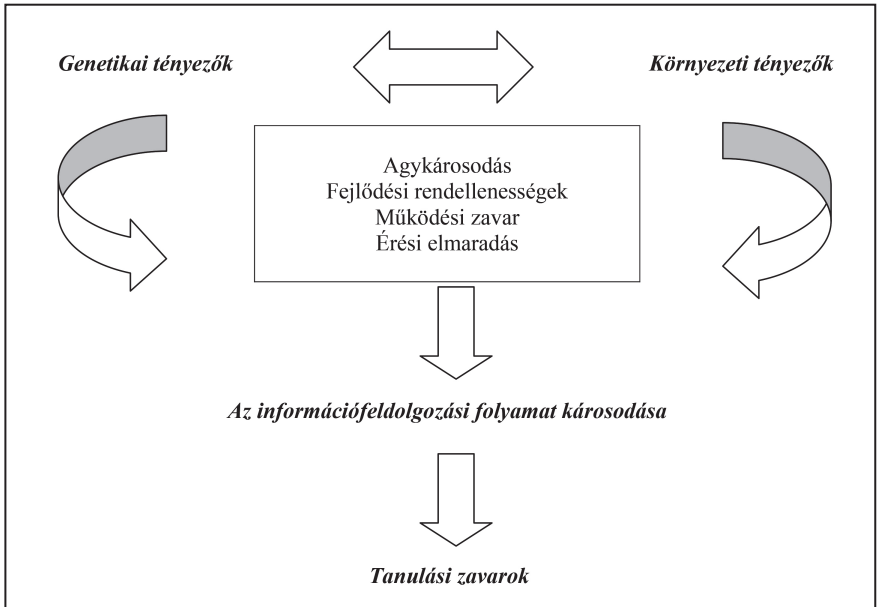 Genetikai tényezők
Környezeti tényezők
Agykárosodás
Fejlődési rendellenességek
Működési zavar
Érési elmaradás
Az információfeldolgozási folyamat károsodása
Tanulási zavarok